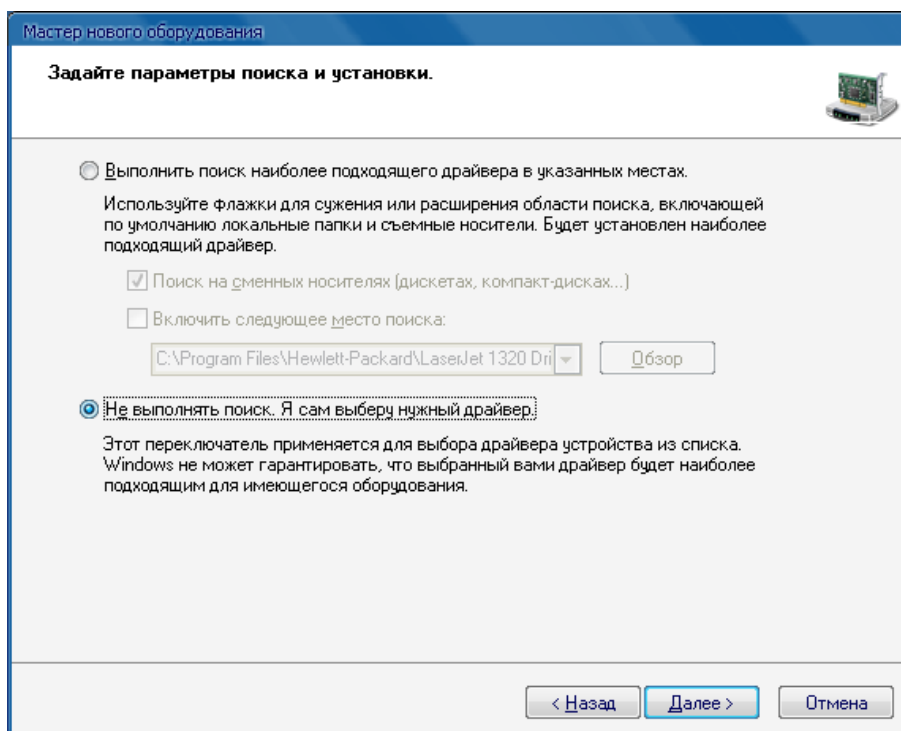 Мастер нового оборудования
Задайте параметры поиска и установки.
Выполнить поиск наиболее подходящего драйвера в указанных местах.
Используйте флажки для сужения или расширения области поиска, включающей
по умолчанию локальные папки и съемные носители. Будет установлен наиболее
подходящий драйвер.
Поиск на сменных носителях (дискетах, компакт-дисках...)
Включить следующее место поиска:
C:\Program Files\Hewlett-Packard\LaserJet 1320 Dri
Обзор
Не выполнять поиск. Я сам выберу нужный драйвер.
Этот переключатель применяется для выбора драйвера устройства из списка.
Windows не может гарантировать, что выбранный вами драйвер будет наиболее
подходящим для имеющегося оборудования.
< Назад Далее > Отмена